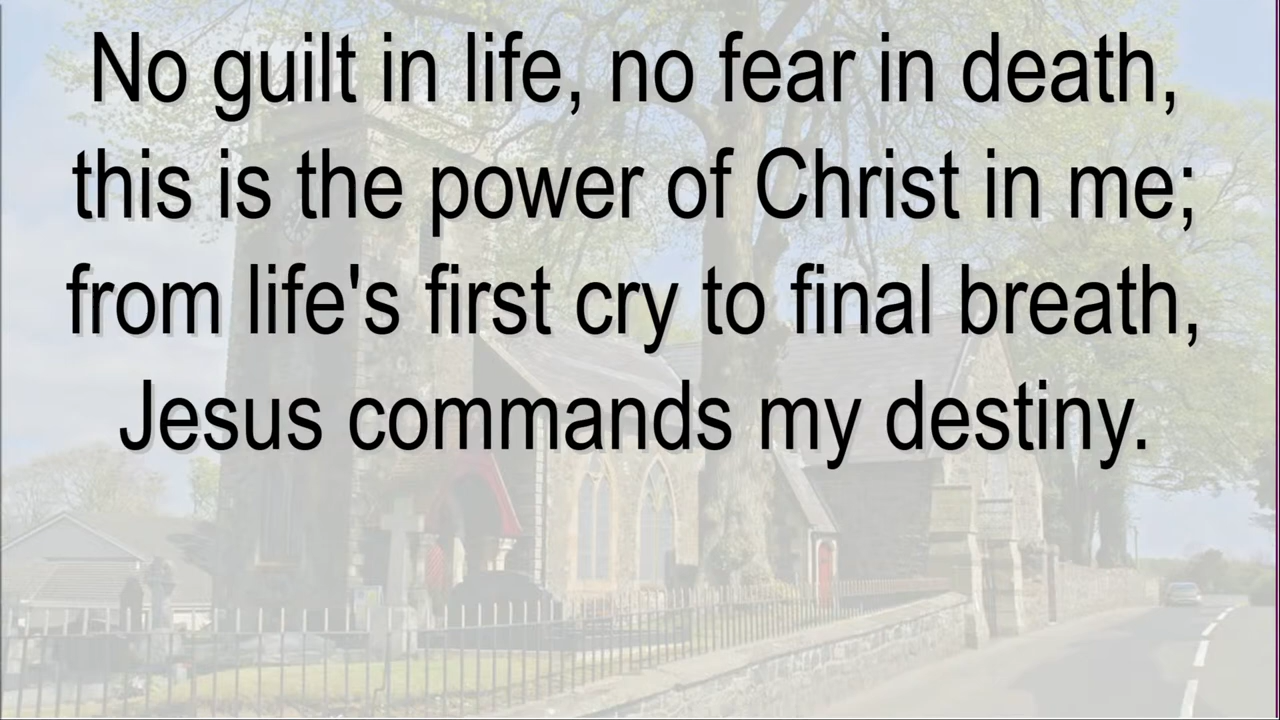 No guilt in life, no fear in death,
this is the power of Christ in me;
from life's first cry to final breath,
Jesus commands my destiny.